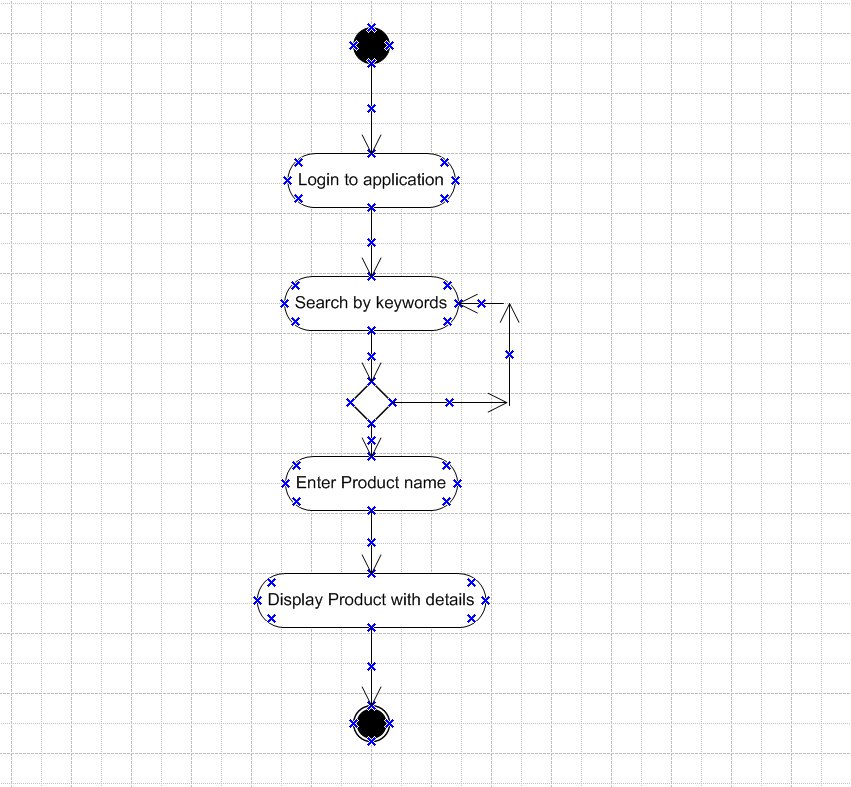 Login to application
Search by keywords
Enter Product name
Display Product with details